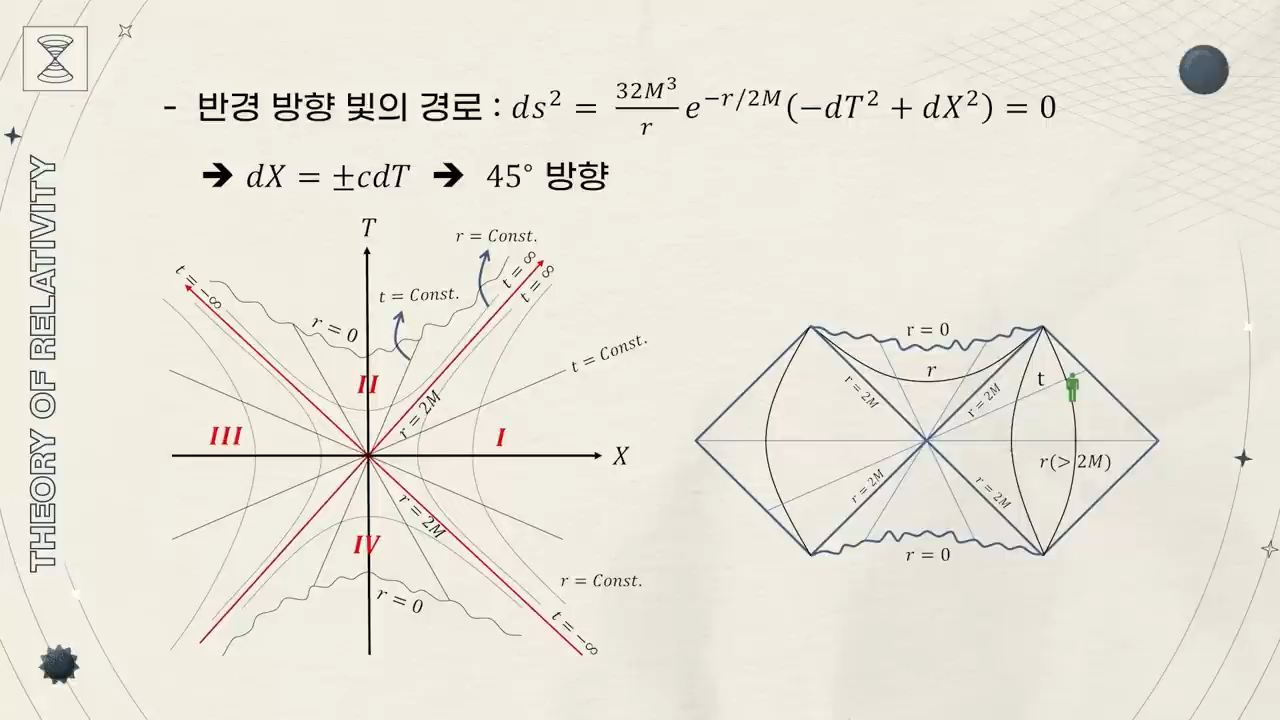 THEORY OF RELATIVITY
- 반경 방향 빛의 경로 : ds² = 32M³/r e^{-r/2M}(−dT² + dX²) = 0
➔ dX = ±cdT ➔ 45° 방향
T
r = Const.
t = −∞
t = ∞
t = ∞
t = Const.
r = 0
t = Const.
II
r = 2M
III
I
X
r = 2M
IV
r = Const.
r = 0
t = −∞
r = 0
r
t
r = 2M
r = 2M
r(> 2M)
r = 2M
r = 2M
r = 0